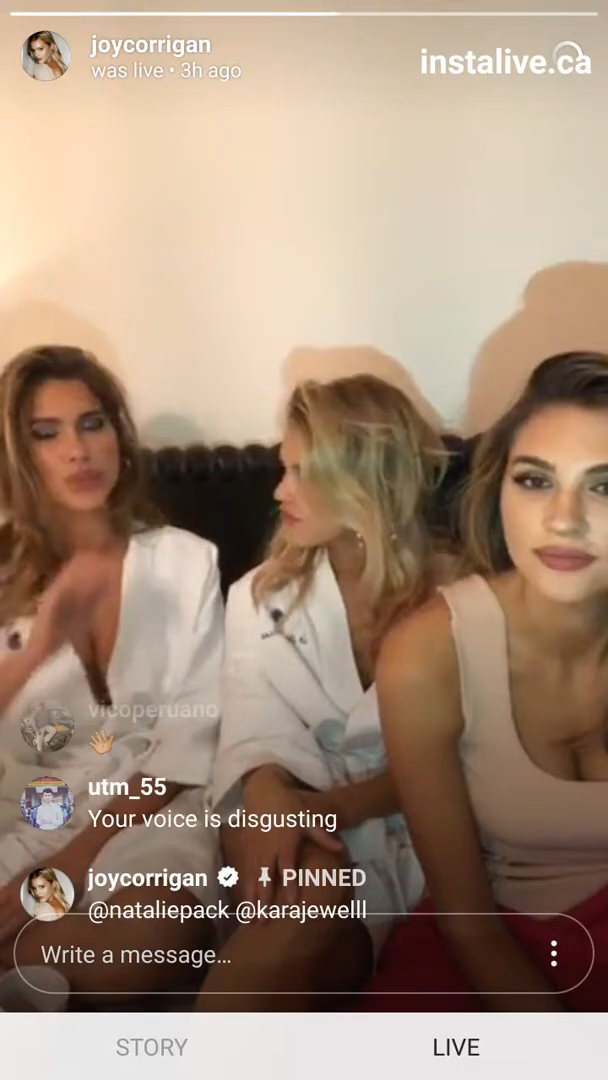 joycorrigan
was live • 3h ago
instalive.ca
vicoperuano
utm_55
Your voice is disgusting
joycorrigan PINNED
@nataliepack @karajewelll
Write a message...
STORY
LIVE